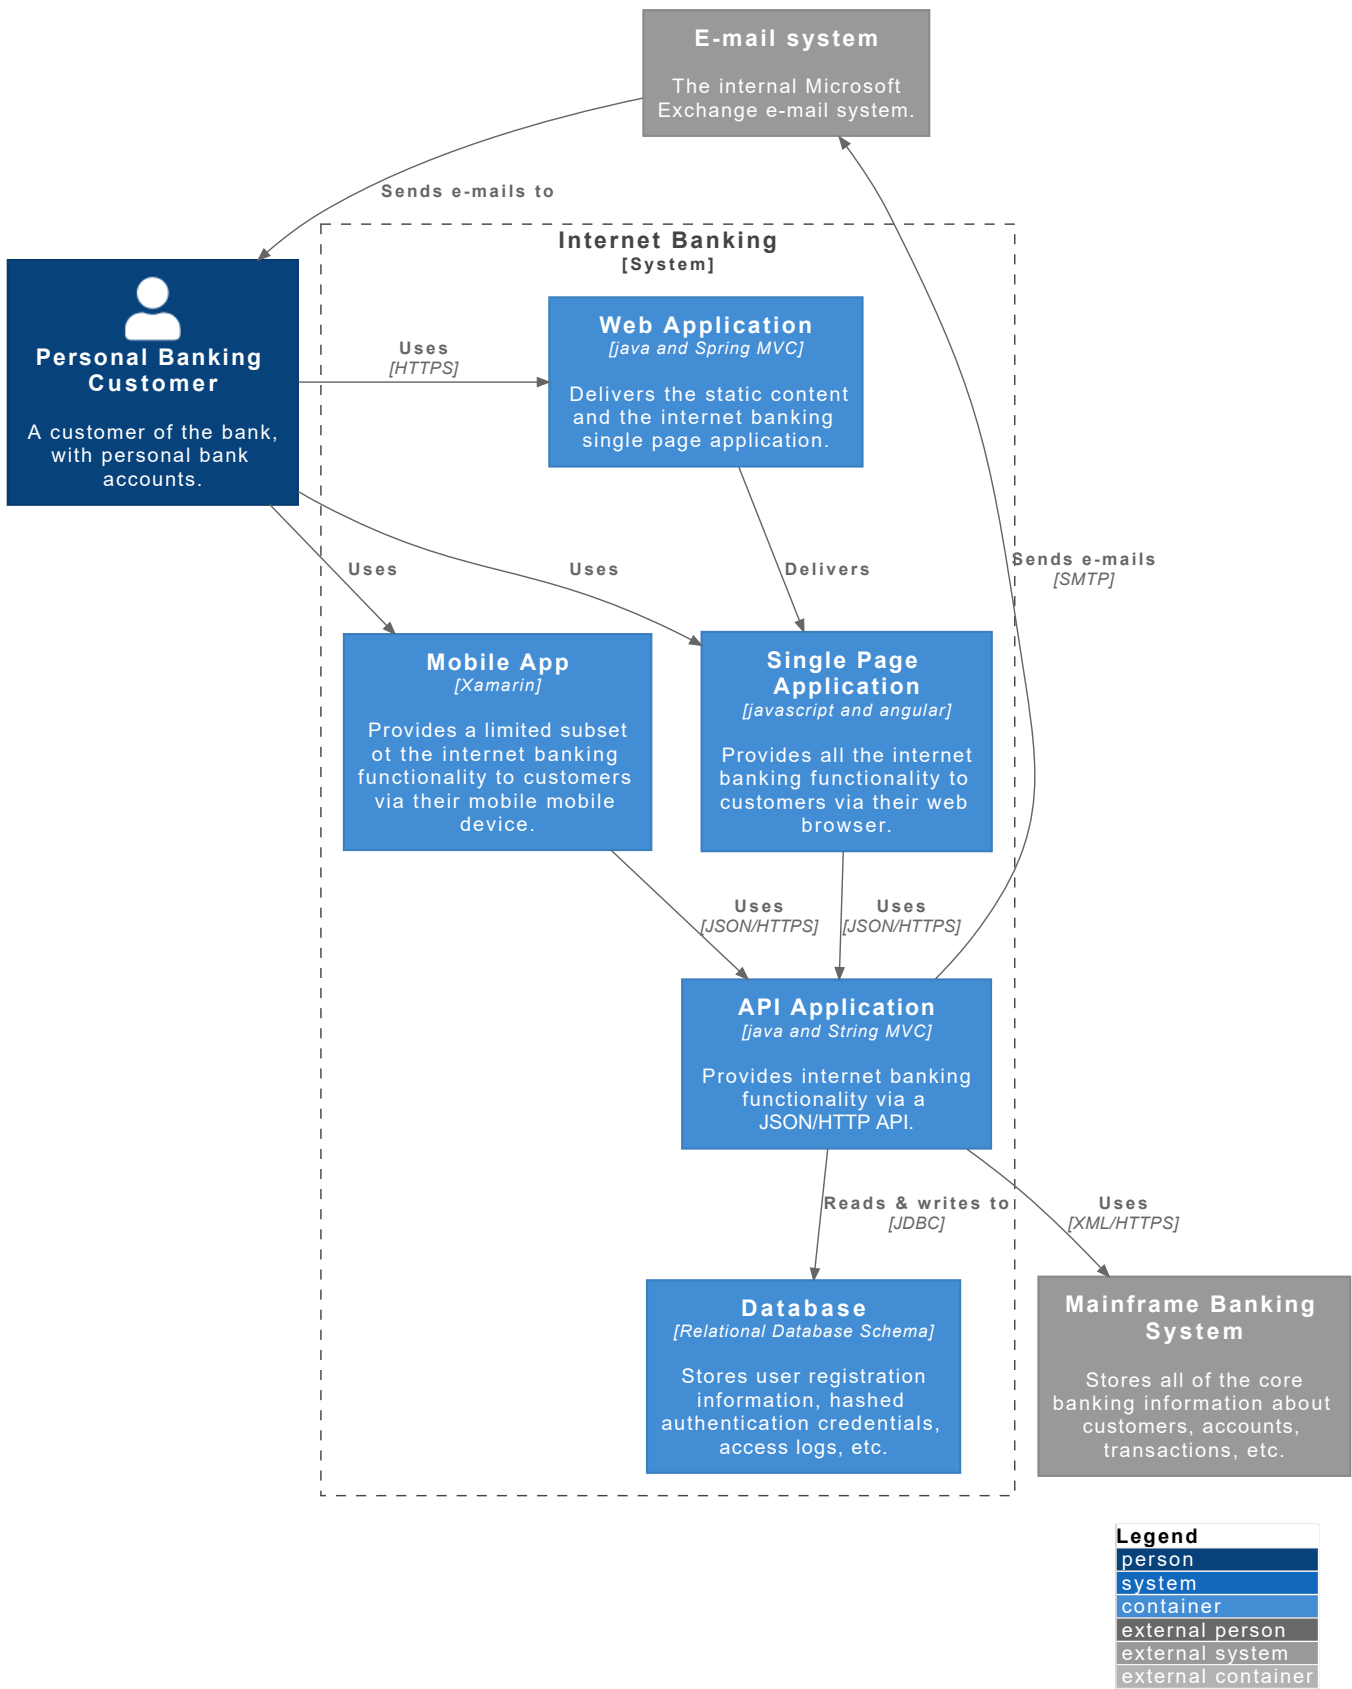 E-mail system
The internal Microsoft
Exchange e-mail system.
Sends e-mails to
Internet Banking
[System]
Personal Banking
Customer
A customer of the bank,
with personal bank
accounts.
Uses
[HTTPS]
Web Application
[java and Spring MVC]
Delivers the static content
and the internet banking
single page application.
Uses
Uses
Delivers
Sends e-mails
[SMTP]
Mobile App
[Xamarin]
Provides a limited subset
ot the internet banking
functionality to customers
via their mobile mobile
device.
Single Page
Application
[javascript and angular]
Provides all the internet
banking functionality to
customers via their web
browser.
Uses
[JSON/HTTPS]
Uses
[JSON/HTTPS]
API Application
[java and String MVC]
Provides internet banking
functionality via a
JSON/HTTP API.
Reads & writes to
[JDBC]
Uses
[XML/HTTPS]
Database
[Relational Database Schema]
Stores user registration
information, hashed
authentication credentials,
access logs, etc.
Mainframe Banking
System
Stores all of the core
banking information about
customers, accounts,
transactions, etc.
Legend
person
system
container
external person
external system
external container